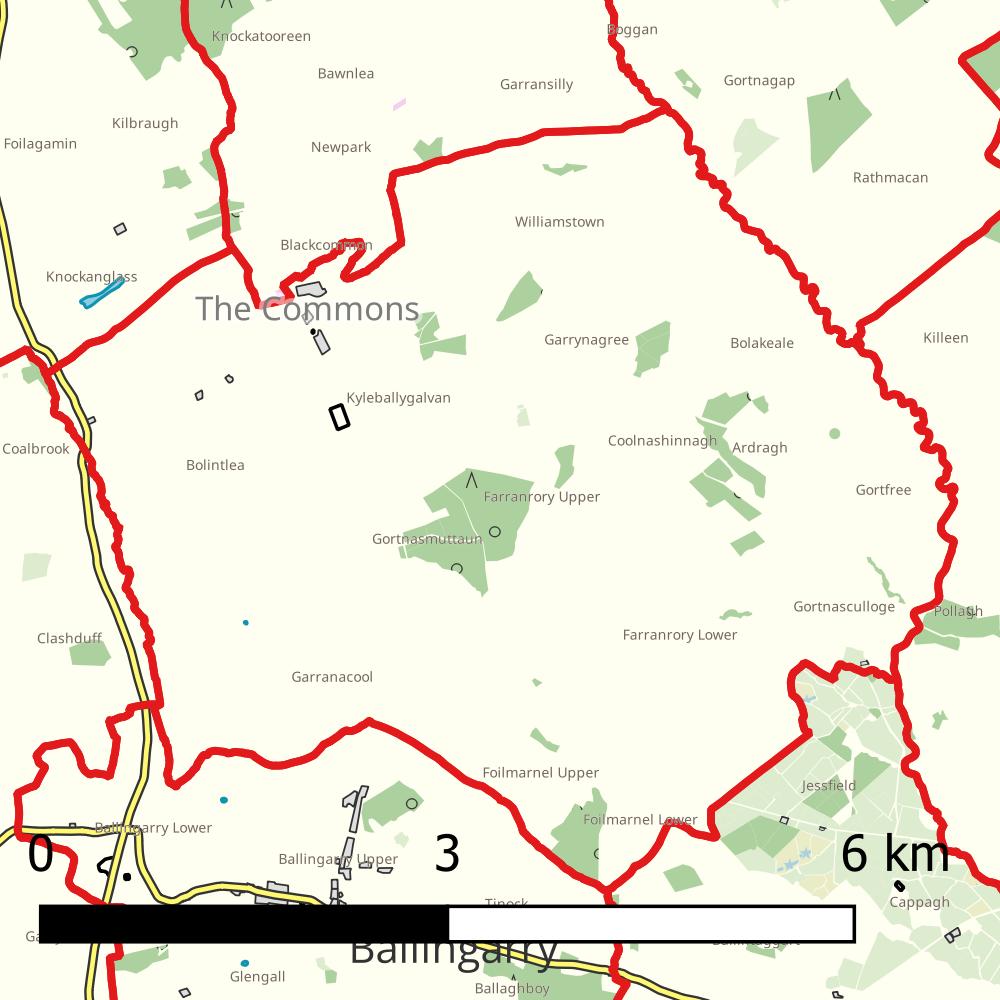 Boggan
Knockatooreen
Bawnlea
Garransilly
Gortnagap
Kilbraugh
Foilagamin
Newpark
Rathmacan
Williamstown
Blackcommon
Knockanglass
The Commons
Garrynagree
Bolakeale
Killeen
Kyleballygalvan
Coolnashinnagh
Ardragh
Coalbrook
Bolintlea
Gortfree
Farranrory Upper
Gortnasmuttaun
Gortnasculloge
Pollagh
Clashduff
Farranrory Lower
Garranacool
Foilmarnel Upper
Jessfield
Foilmarnel Lower
Ballingarry Lower
0 3 6 km
Ballingarry Upper
Cappagh
Tinock
Ballingarry
Glengall
Ballaghboy